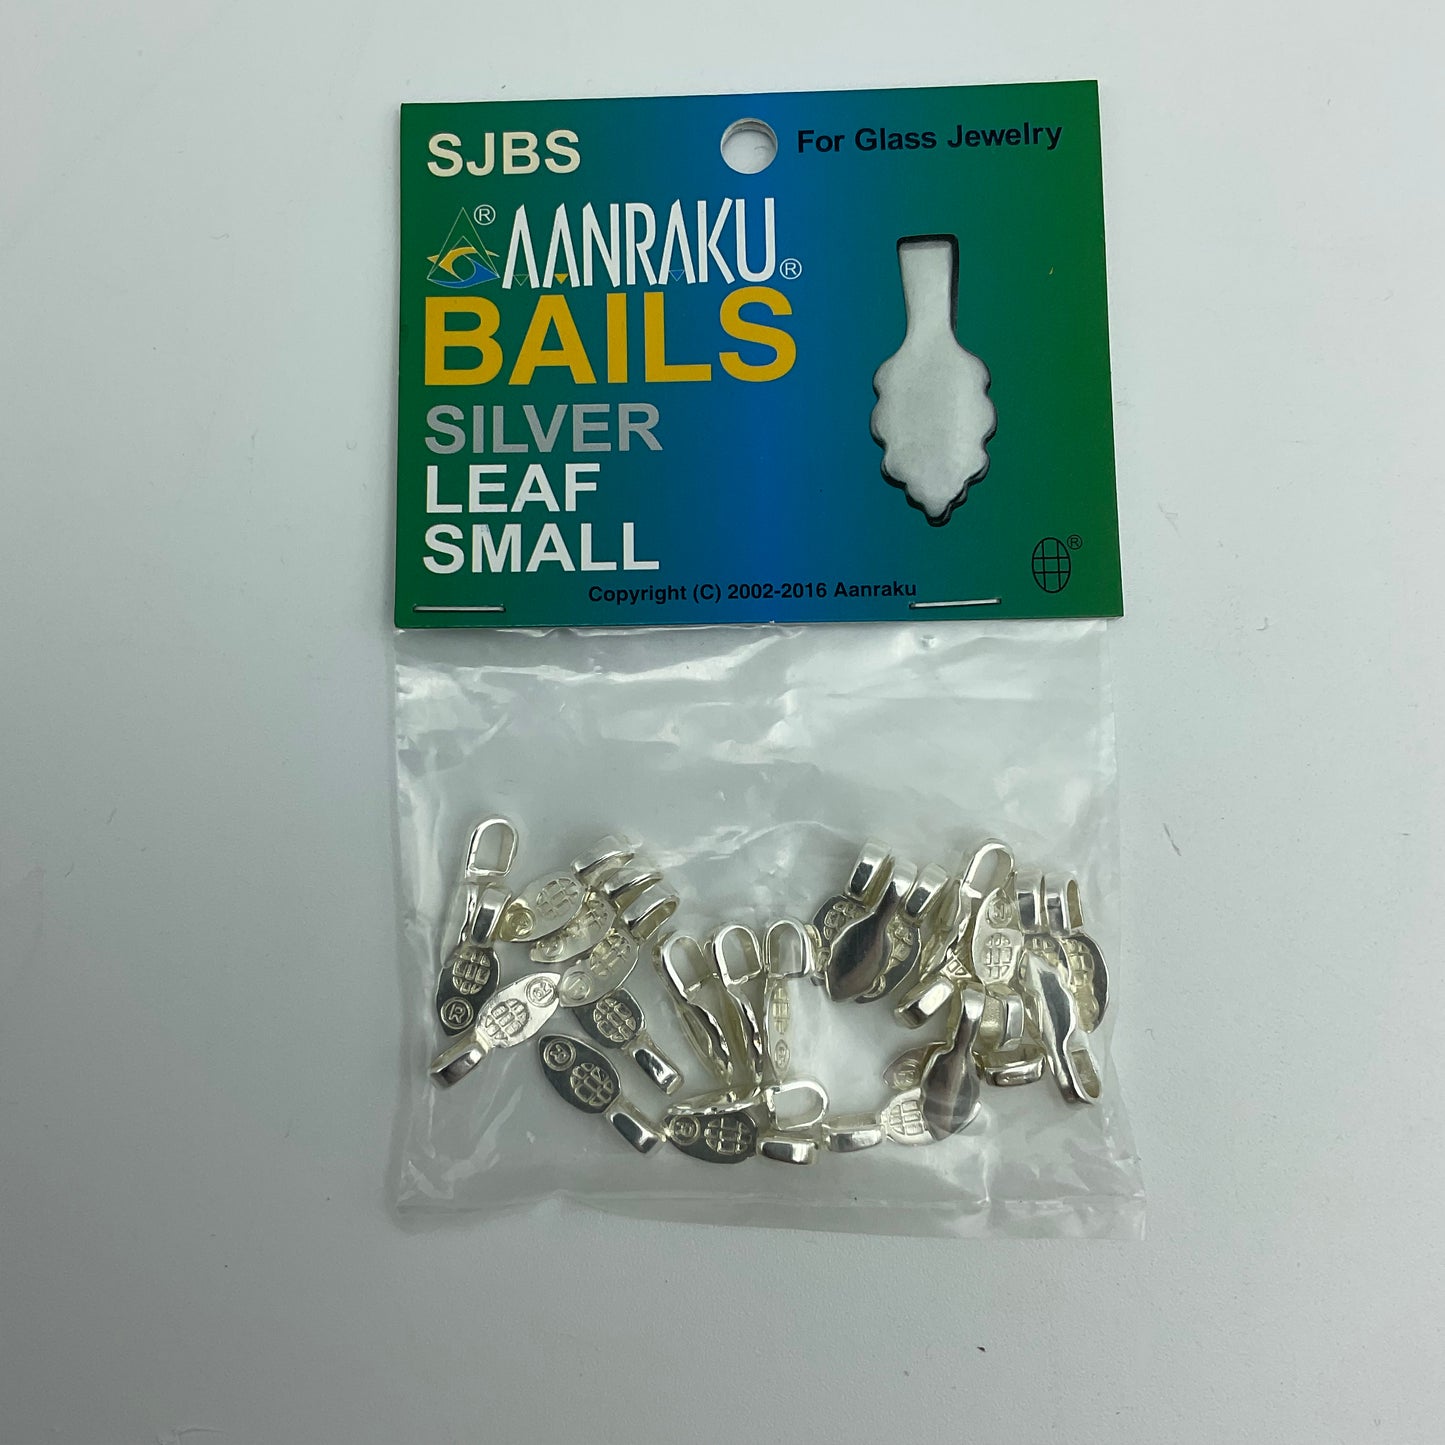 SJBS
For Glass Jewelry
® AANRAKU®
BAILS
SILVER
LEAF
SMALL
®
Copyright (C) 2002-2016 Aanraku